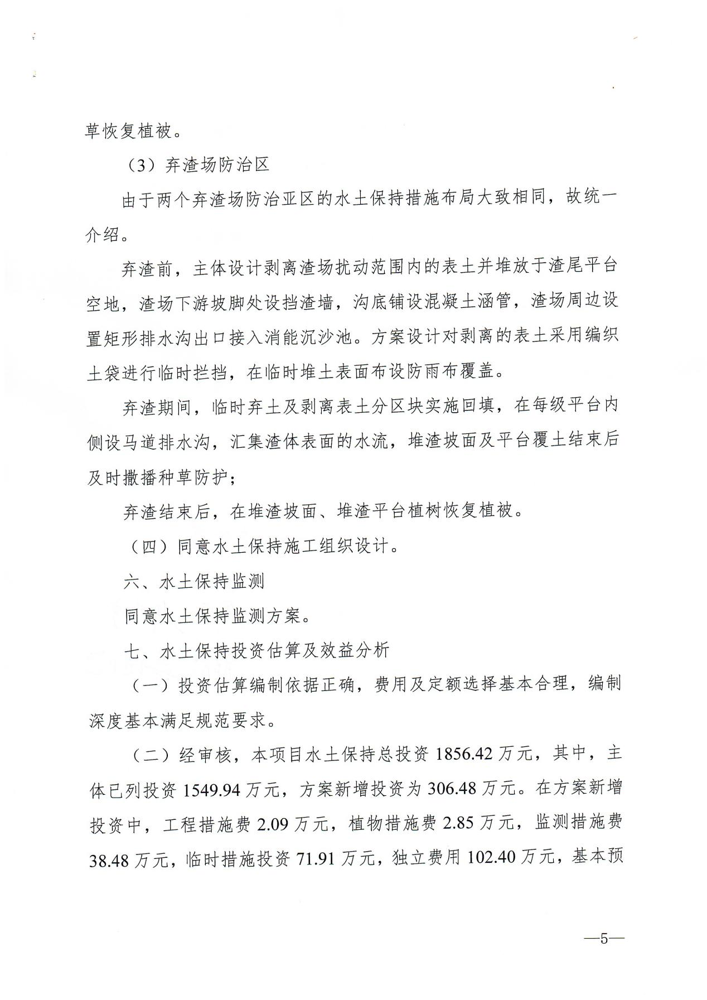 草恢复植被。
（3）弃渣场防治区
由于两个弃渣场防治亚区的水土保持措施布局大致相同，故统一
介绍。
弃渣前，主体设计剥离渣场扰动范围内的表土并堆放于渣尾平台
空地，渣场下游坡脚处设挡渣墙，沟底铺设混凝土涵管，渣场周边设
置矩形排水沟出口接入消能沉沙池。方案设计对剥离的表土采用编织
土袋进行临时拦挡，在临时堆土表面布设防雨布覆盖。
弃渣期间，临时弃土及剥离表土分区块实施回填，在每级平台内
侧设马道排水沟，汇集渣体表面的水流，堆渣坡面及平台覆土结束后
及时撒播种草防护；
弃渣结束后，在堆渣坡面、堆渣平台植树恢复植被。
（四）同意水土保持施工组织设计。
六、水土保持监测
同意水土保持监测方案。
七、水土保持投资估算及效益分析
（一）投资估算编制依据正确，费用及定额选择基本合理，编制
深度基本满足规范要求。
（二）经审核，本项目水土保持总投资 1856.42 万元，其中，主
体已列投资 1549.94 万元，方案新增投资为 306.48 万元。在方案新增
投资中，工程措施费 2.09 万元，植物措施费 2.85 万元，监测措施费
38.48 万元，临时措施投资 71.91 万元，独立费用 102.40 万元，基本预
—5—